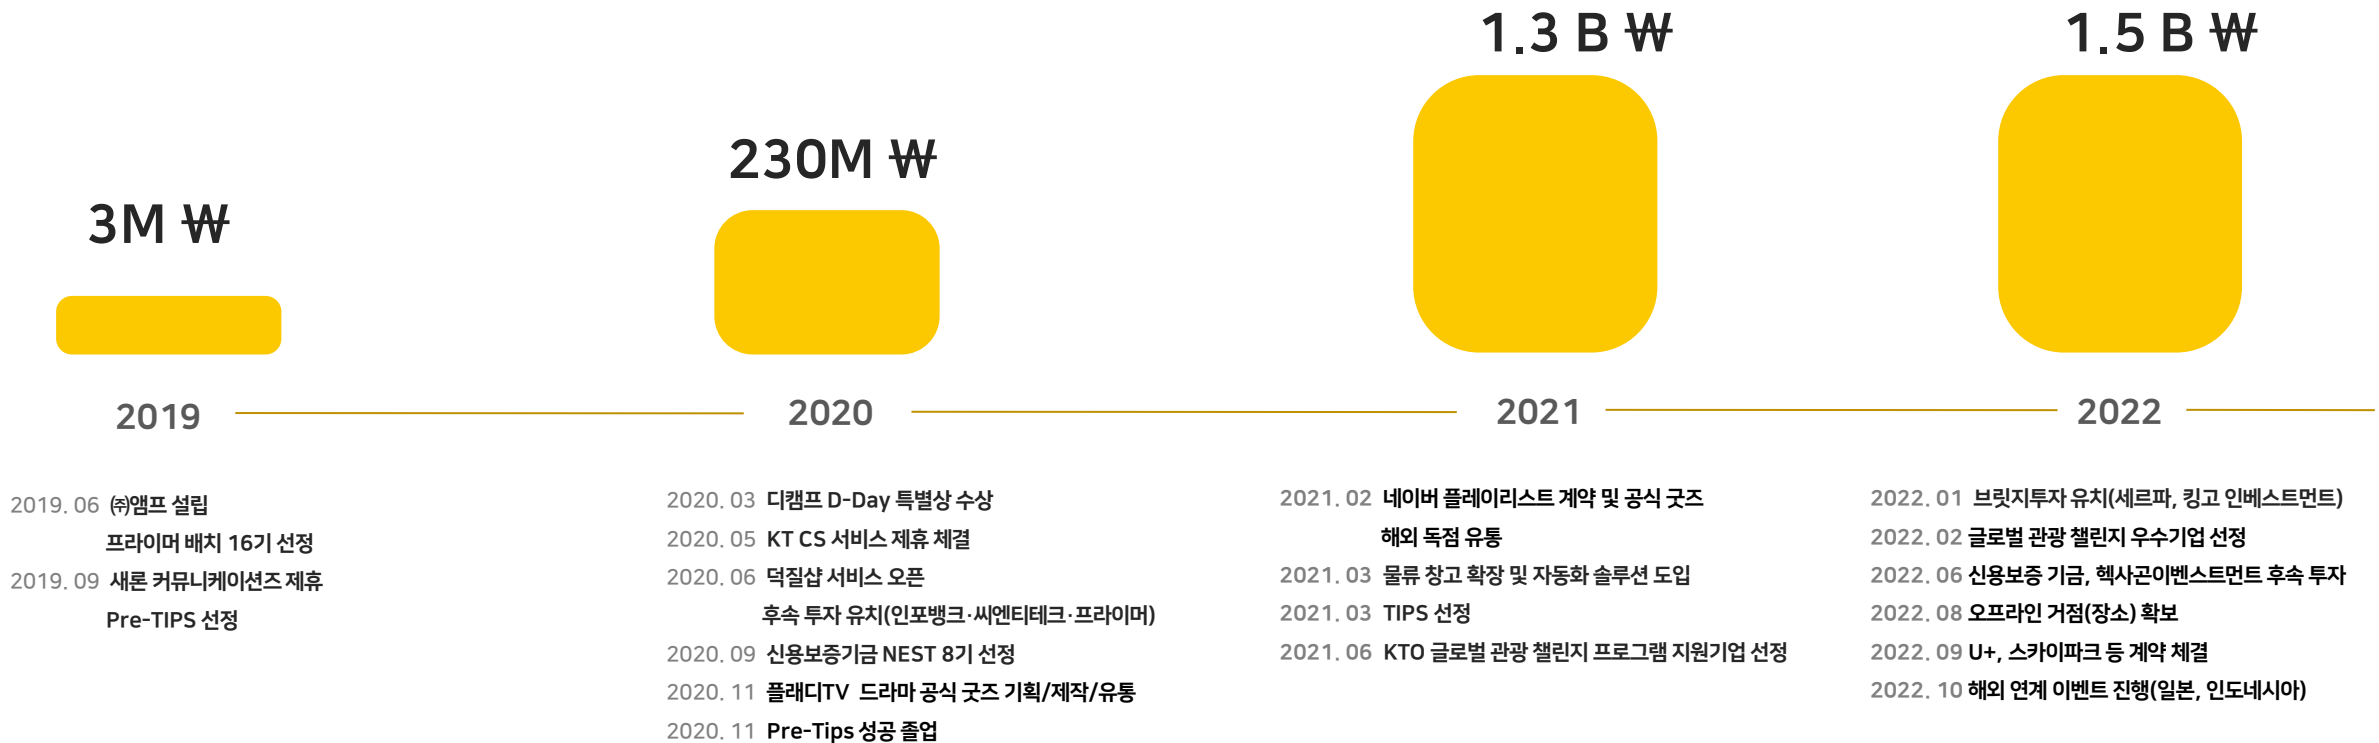 3M ₩
230M ₩
1.3 B ₩
1.5 B ₩
2019
2020
2021
2022
2019. 06 ㈜앰프 설립
프라이머 배치 16기 선정
2019. 09 새론 커뮤니케이션즈 제휴
Pre-TIPS 선정
2020. 03 디캠프 D-Day 특별상 수상
2020. 05 KT CS 서비스 제휴 체결
2020. 06 덕질샵 서비스 오픈
후속 투자 유치(인포뱅크·씨엔티테크·프라이머)
2020. 09 신용보증기금 NEST 8기 선정
2020. 11 플래디TV 드라마 공식 굿즈 기획/제작/유통
2020. 11 Pre-Tips 성공 졸업
2021. 02 네이버 플레이리스트 계약 및 공식 굿즈
해외 독점 유통
2021. 03 물류 창고 확장 및 자동화 솔루션 도입
2021. 03 TIPS 선정
2021. 06 KTO 글로벌 관광 챌린지 프로그램 지원기업 선정
2022. 01 브릿지투자 유치(세르파, 킹고 인베스트먼트)
2022. 02 글로벌 관광 챌린지 우수기업 선정
2022. 06 신용보증 기금, 헥사곤이벤스트먼트 후속 투자
2022. 08 오프라인 거점(장소) 확보
2022. 09 U+, 스카이파크 등 계약 체결
2022. 10 해외 연계 이벤트 진행(일본, 인도네시아)